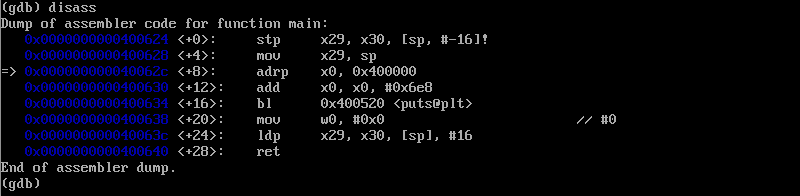 (gdb) disass
Dump of assembler code for function main:
   0x0000000000400624 <+0>:     stp     x29, x30, [sp, #-16]!
   0x0000000000400628 <+4>:     mov     x29, sp
=> 0x000000000040062c <+8>:     adrp    x0, 0x400000
   0x0000000000400630 <+12>:    add     x0, x0, #0x6e8
   0x0000000000400634 <+16>:    bl      0x400520 <puts@plt>
   0x0000000000400638 <+20>:    mov     w0, #0x0                        // #0
   0x000000000040063c <+24>:    ldp     x29, x30, [sp], #16
   0x0000000000400640 <+28>:    ret
End of assembler dump.
(gdb)